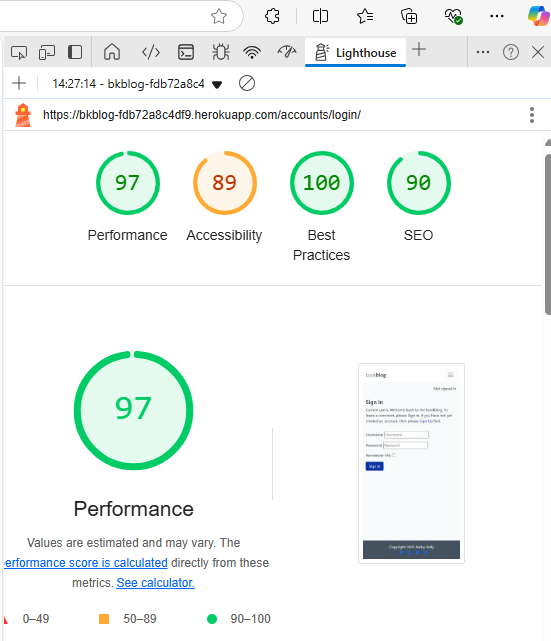 Lighthouse
14:27:14 - bkblog-fdb72a8c4
https://bkblog-fdb72a8c4df9.herokuapp.com/accounts/login/
97
89
100
90
Performance
Accessibility
Best
Practices
SEO
97
Performance
Values are estimated and may vary. The
erformance score is calculated directly from these
metrics. See calculator.
0–49
50–89
90–100
bookblog
Not signed in
Sign In
Username
Password
Remember Me
Sign In